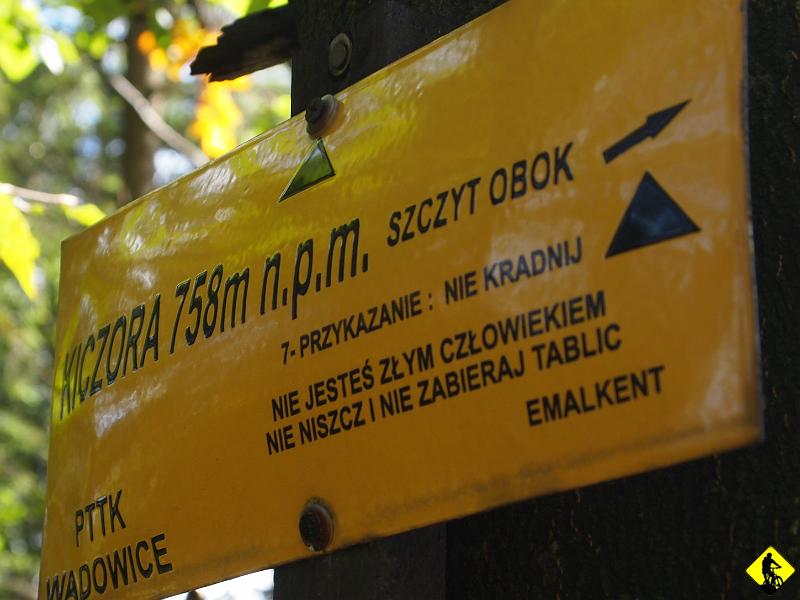 KICZORA 758m n.p.m. SZCZYT OBOK
7- PRZYKAZANIE : NIE KRADNIJ
NIE JESTEŚ ZŁYM CZŁOWIEKIEM
NIE NISZCZ I NIE ZABIERAJ TABLIC
EMALKENT
PTTK
WADOWICE